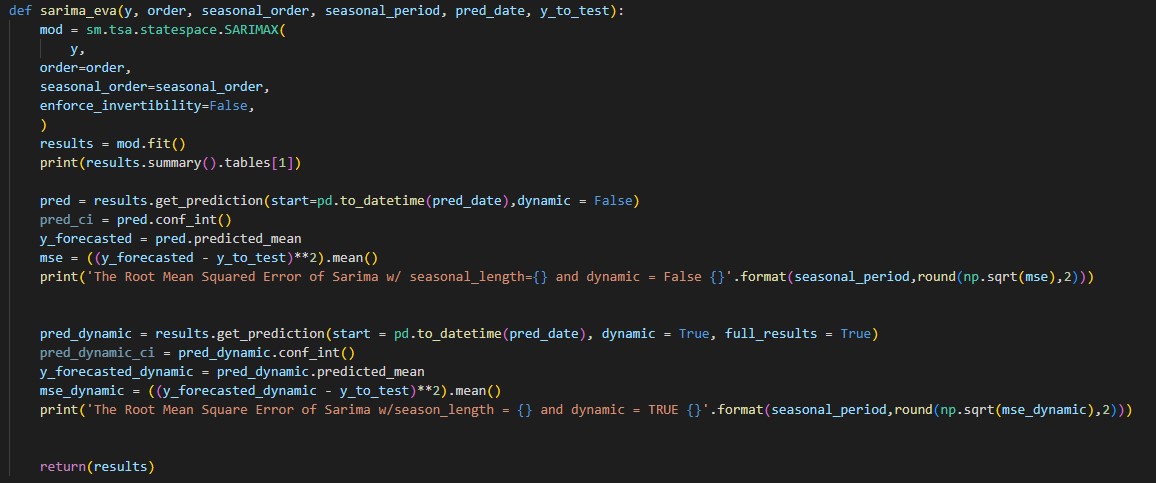 def sarima_eva(y, order, seasonal_order, seasonal_period, pred_date, y_to_test):
    mod = sm.tsa.statespace.SARIMAX(
        y,
    order=order,
    seasonal_order=seasonal_order,
    enforce_invertibility=False,
    )
    results = mod.fit()
    print(results.summary().tables[1])
    pred = results.get_prediction(start=pd.to_datetime(pred_date),dynamic = False)
    pred_ci = pred.conf_int()
    y_forecasted = pred.predicted_mean
    mse = ((y_forecasted - y_to_test)**2).mean()
    print('The Root Mean Squared Error of Sarima w/ seasonal_length={} and dynamic = False {}'.format(seasonal_period,round(np.sqrt(mse),2)))
    pred_dynamic = results.get_prediction(start = pd.to_datetime(pred_date), dynamic = True, full_results = True)
    pred_dynamic_ci = pred_dynamic.conf_int()
    y_forecasted_dynamic = pred_dynamic.predicted_mean
    mse_dynamic = ((y_forecasted_dynamic - y_to_test)**2).mean()
    print('The Root Mean Square Error of Sarima w/season_length = {} and dynamic = TRUE {}'.format(seasonal_period,round(np.sqrt(mse_dynamic),2)))
    return(results)